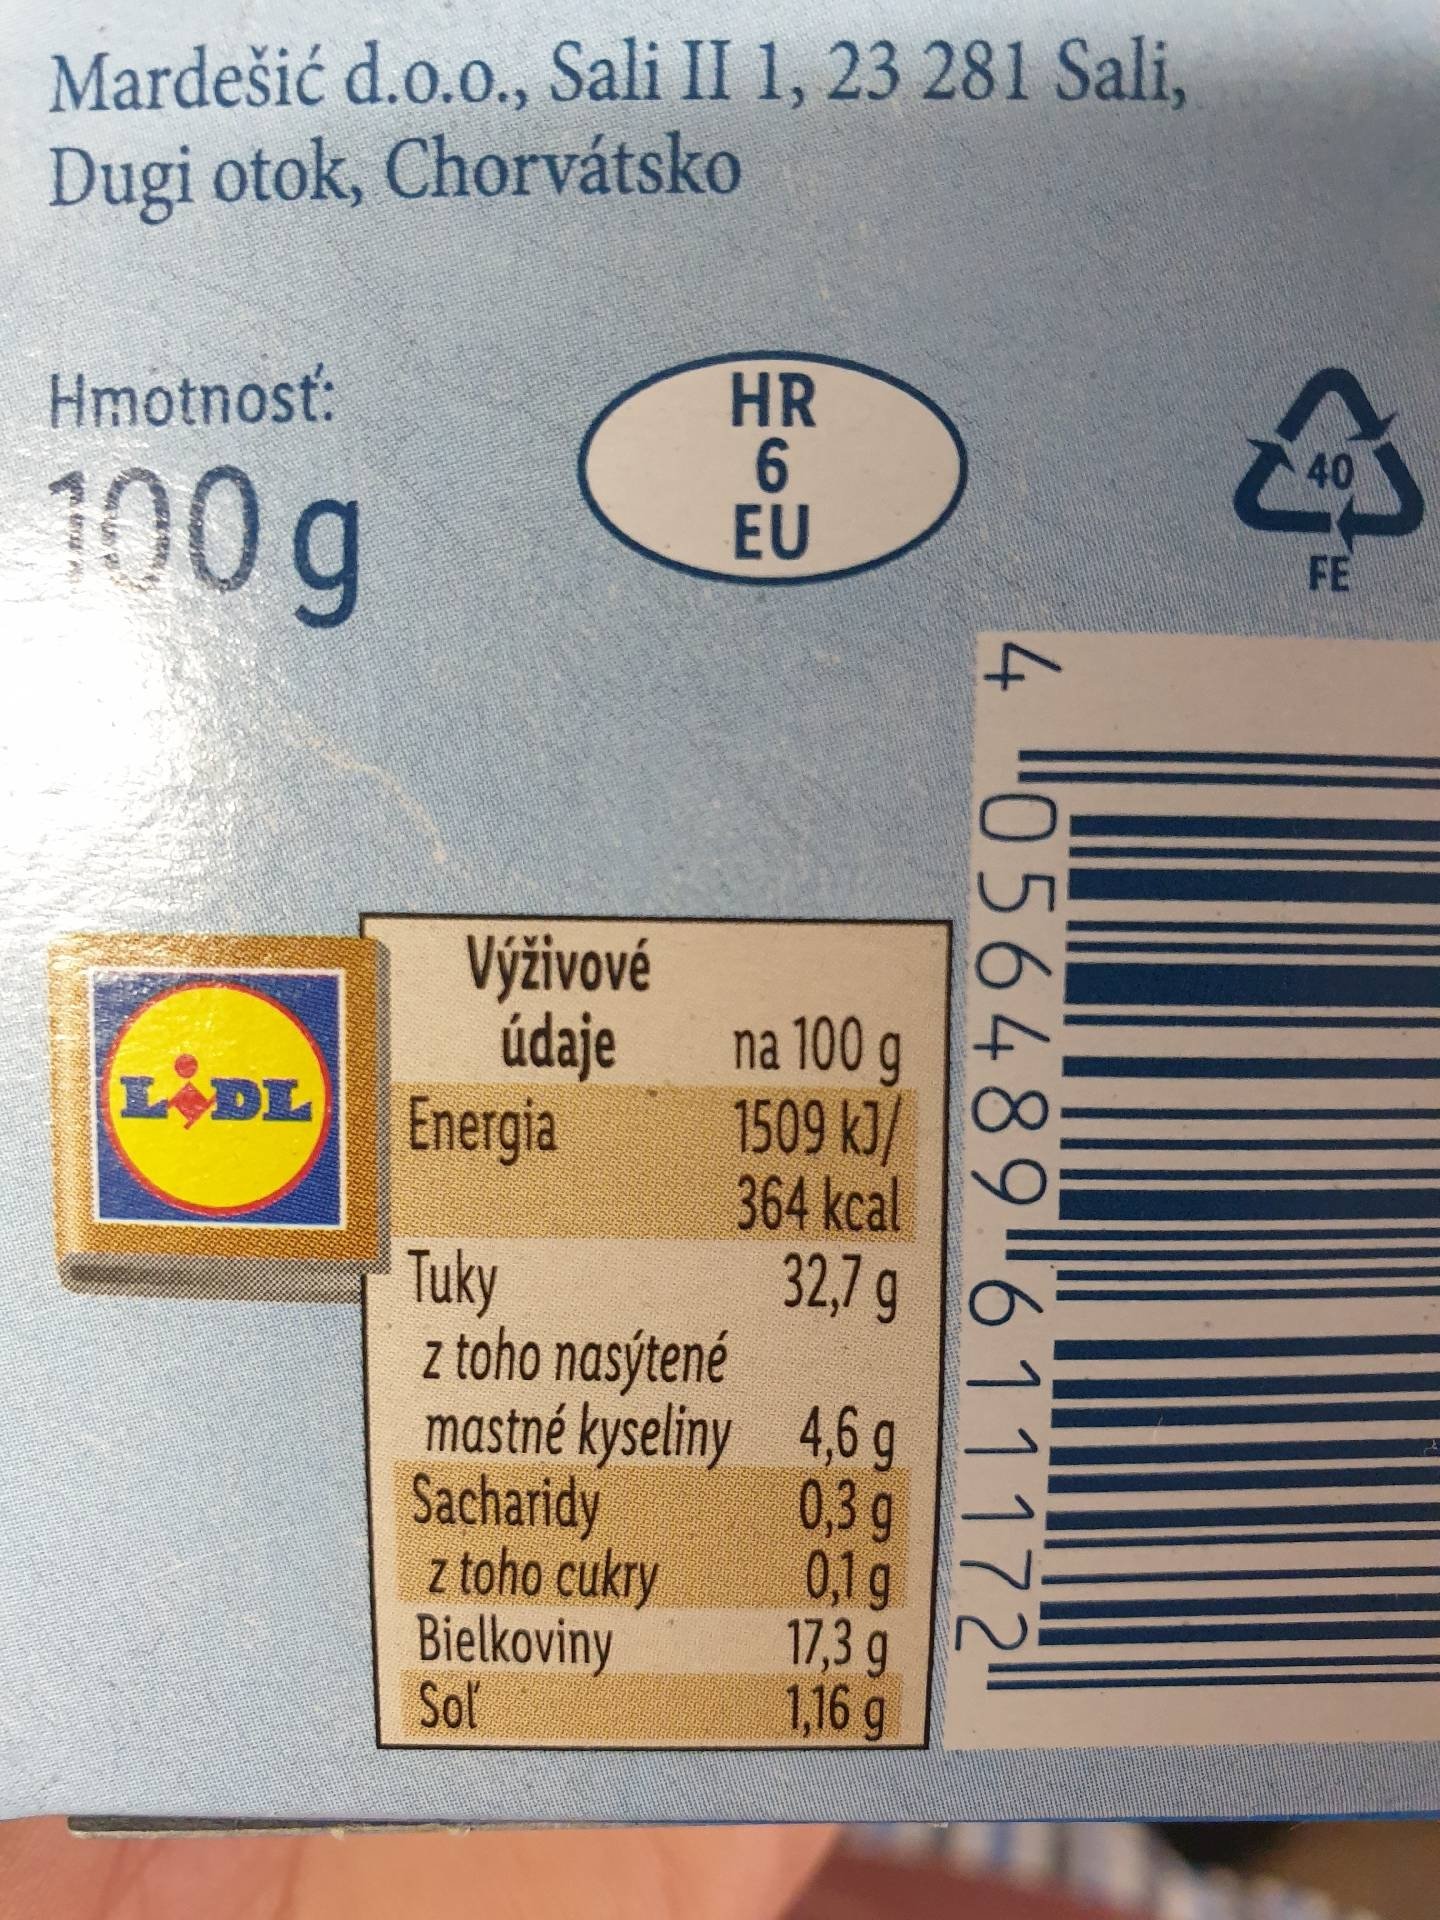 Mardešić d.o.o., Sali II 1, 23 281 Sali,
Dugi otok, Chorvátsko
Hmotnosť:
100 g
HR
6
EU
40
FE
LIDL
Výživové
údaje na 100 g
Energia 1509 kJ/
364 kcal
Tuky 32,7 g
z toho nasýtené
mastné kyseliny 4,6 g
Sacharidy 0,3 g
z toho cukry 0,1 g
Bielkoviny 17,3 g
Soľ 1,16 g
4 056489 611172